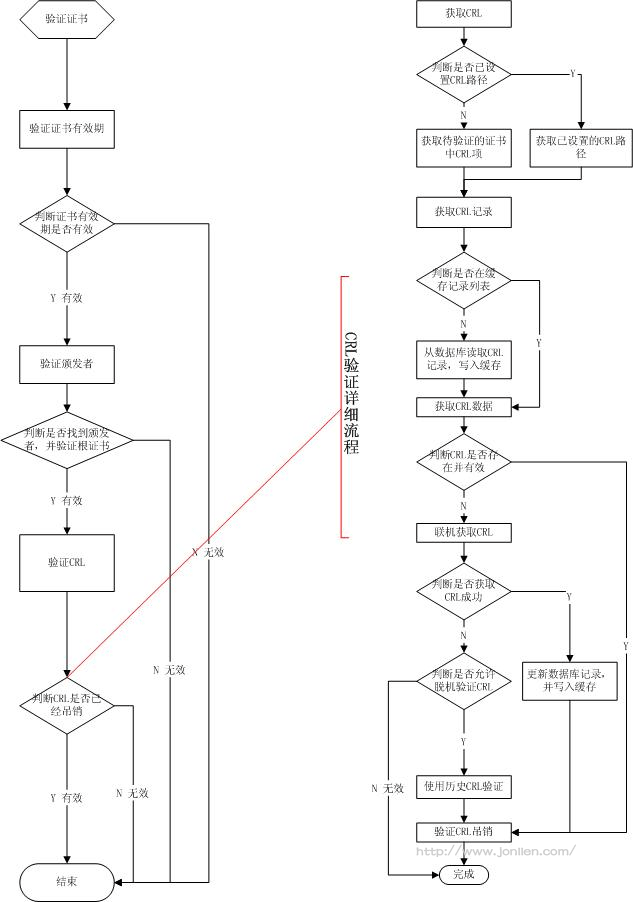 验证证书
验证证书有效期
判断证书有效
期是否有效
Y 有效
验证颁发者
判断是否找到颁发
者，并验证根证书
Y 有效
验证CRL
N 无效
N 无效
判断CRL是否已
经吊销
Y 有效
N 无效
结束
CRL验证详细流程
获取CRL
判断是否已设
置CRL路径
Y
N
获取待验证的证书
中CRL项
获取已设置的CRL路
径
获取CRL记录
判断是否在缓
存记录列表
N
Y
从数据库读取CRL
记录，写入缓存
获取CRL数据
判断CRL是否存
在并有效
N
联机获取CRL
判断是否获取
CRL成功
Y
N
Y
判断是否允许
脱机验证CRL
更新数据库记录，
并写入缓存
Y
N 无效
使用历史CRL验证
验证CRL吊销
http://www.jonllen.com/
完成